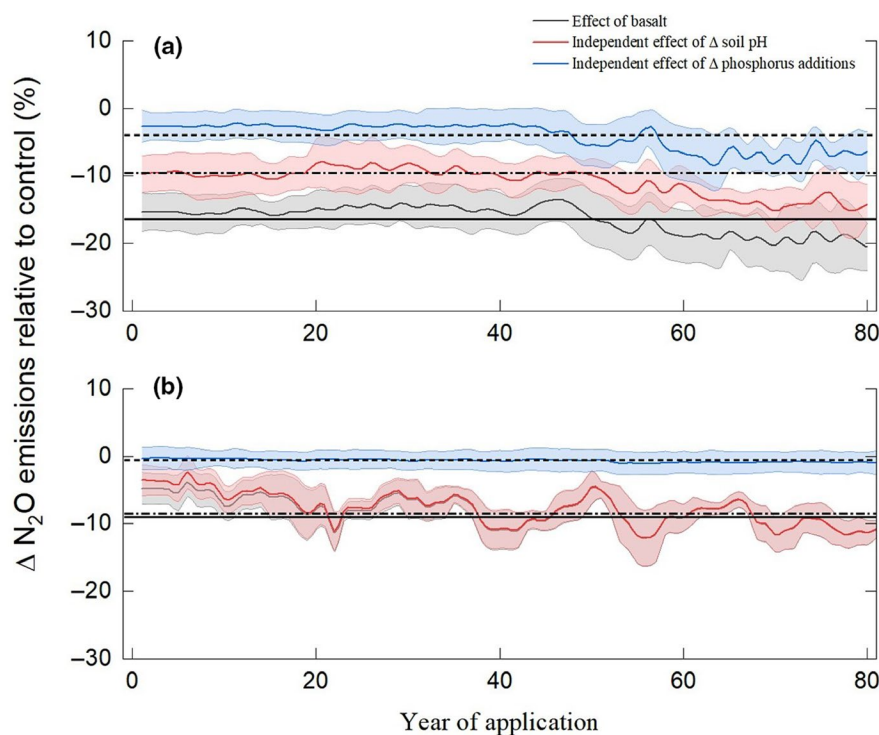 Effect of basalt
Independent effect of Δ soil pH
Independent effect of Δ phosphorus additions
Δ N₂O emissions relative to control (%)
(a)
10
0
−10
−20
−30
0 20 40 60 80
(b)
10
0
−10
−20
−30
0 20 40 60 80
Year of application